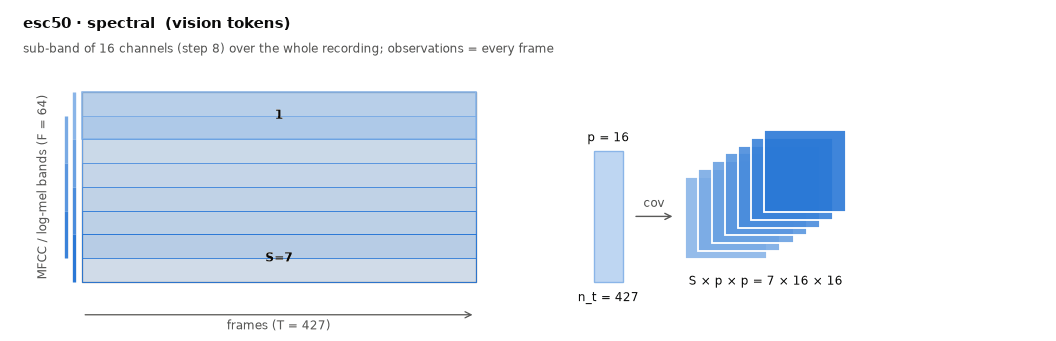 esc50 · spectral  (vision tokens)
sub-band of 16 channels (step 8) over the whole recording; observations = every frame
MFCC / log-mel bands (F = 64)
1
S=7
frames (T = 427)
p = 16
n_t = 427
cov
S × p × p = 7 × 16 × 16